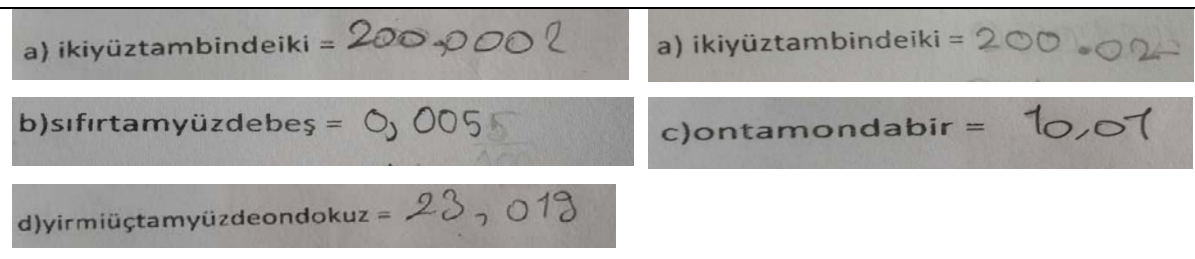 a) ikiyüztambindeiki = 200,0002
a) ikiyüztambindeiki = 200.02
b)sıfırtamyüzdebeş = 0,005
c)ontamondabir = 10,01
d)yirmiüçtamyüzdeondokuz = 23,019